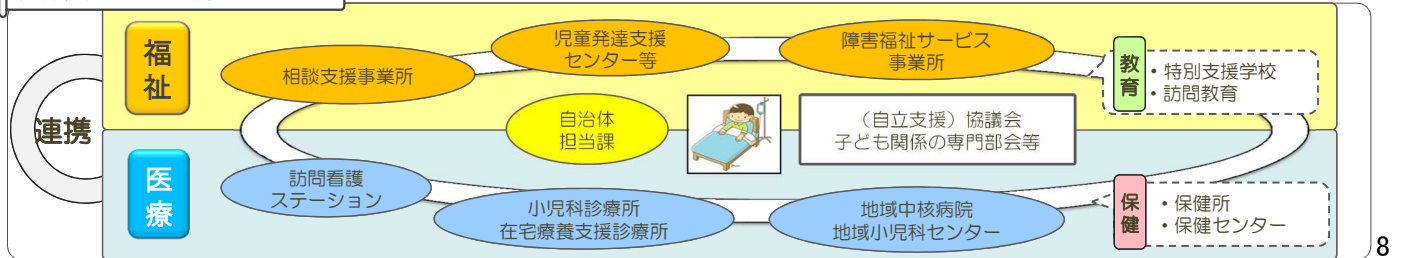 福祉
児童発達支援
センター等
障害福祉サービス
事業所
相談支援事業所
教育
・特別支援学校
・訪問教育
自治体
担当課
（自立支援）協議会
子ども関係の専門部会等
連携
医療
訪問看護
ステーション
小児科診療所
在宅療養支援診療所
地域中核病院
地域小児科センター
保健
・保健所
・保健センター
8